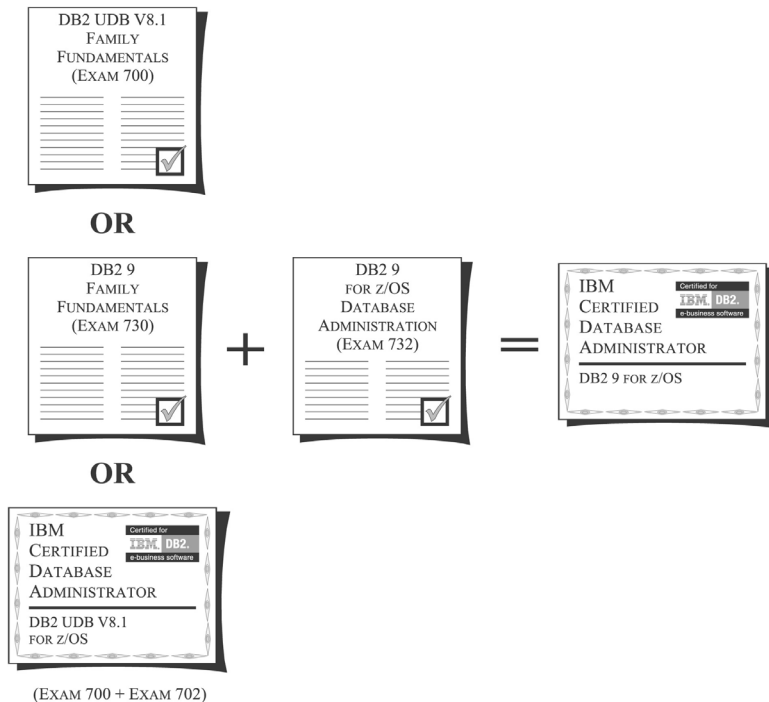 DB2 UDB V8.1
FAMILY
FUNDAMENTALS
(EXAM 700)
OR
DB2 9
FAMILY
FUNDAMENTALS
(EXAM 730)
+
DB2 9
FOR Z/OS
DATABASE
ADMINISTRATION
(EXAM 732)
=
IBM
CERTIFIED
DATABASE
ADMINISTRATOR
Certified for
IBM. DB2.
e-business software
DB2 9 FOR Z/OS
OR
IBM
CERTIFIED
DATABASE
ADMINISTRATOR
Certified for
IBM. DB2.
e-business software
DB2 UDB V8.1
FOR Z/OS
(EXAM 700 + EXAM 702)